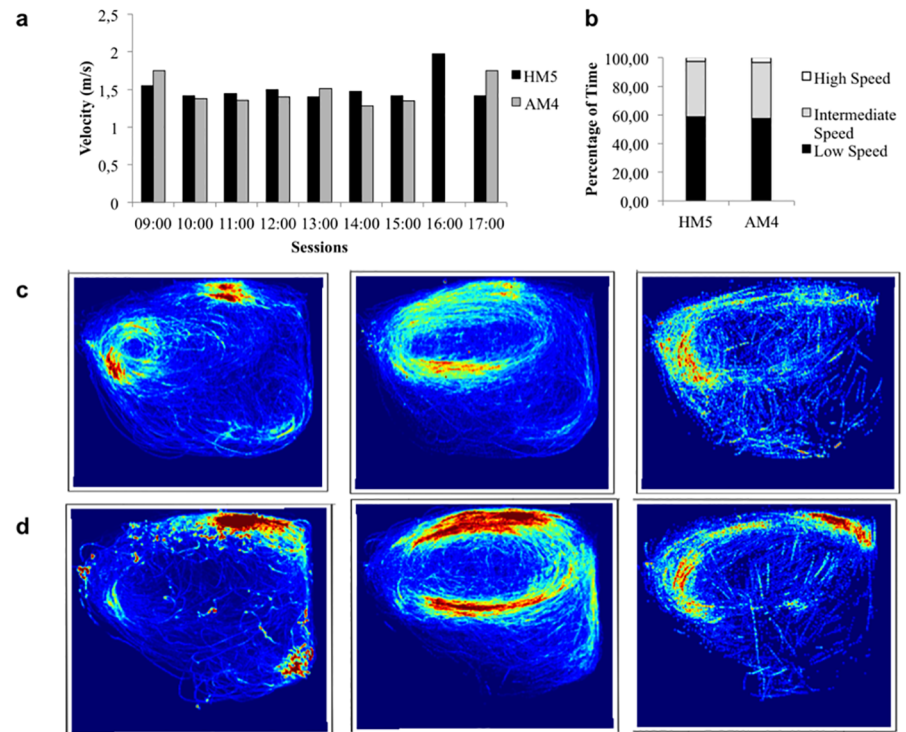 a
2,5
2
1,5
1
0,5
0
Velocity (m/s)
09:00 10:00 11:00 12:00 13:00 14:00 15:00 16:00 17:00
Sessions
HM5
AM4
b
100,00
80,00
60,00
40,00
20,00
0,00
Percentage of Time
HM5 AM4
High Speed
Intermediate
Speed
Low Speed
c
d